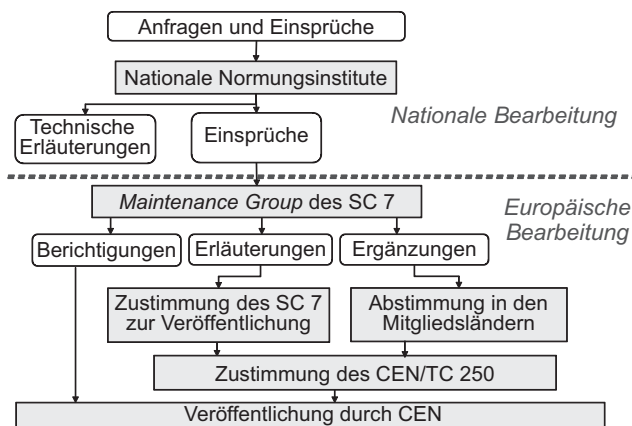 Anfragen und Einsprüche
Nationale Normungsinstitute
Nationale Bearbeitung
Technische
Erläuterungen
Einsprüche
Maintenance Group des SC 7
Europäische
Bearbeitung
Berichtigungen
Erläuterungen
Ergänzungen
Zustimmung des SC 7
zur Veröffentlichung
Abstimmung in den
Mitgliedsländern
Zustimmung des CEN/TC 250
Veröffentlichung durch CEN